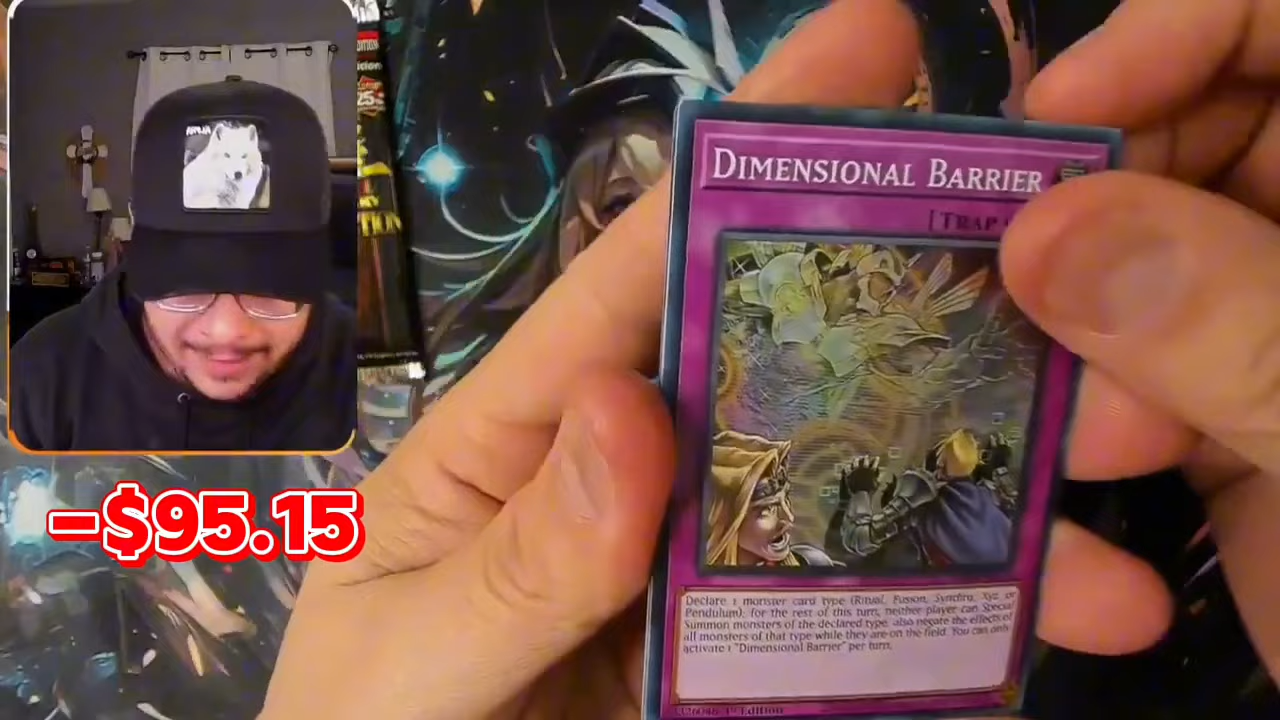 NINJA
EDITION
25
DIMENSIONAL BARRIER
[TRAP
-$95.15
Declare 1 monster card type (Ritual, Fusion, Synchro, Xyz, or
Pendulum); for the rest of this turn, neither player can Special
Summon monsters of the declared type, also negate the effects of
all monsters of that type while they are on the field. You can only
activate 1 "Dimensional Barrier" per turn.
1st Edition